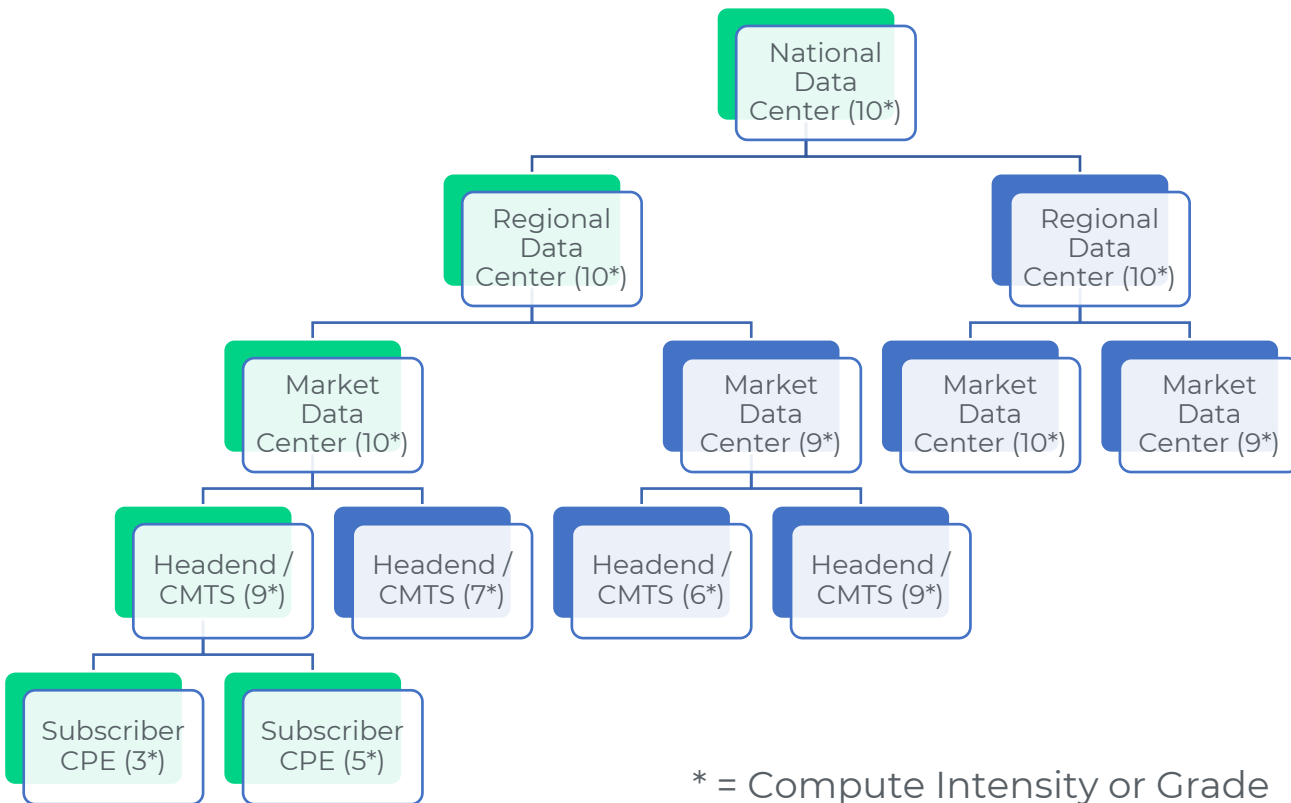 National
Data
Center (10*)
Regional
Data
Center (10*)
Regional
Data
Center (10*)
Market
Data
Center (10*)
Market
Data
Center (9*)
Market
Data
Center (10*)
Market
Data
Center (9*)
Headend /
CMTS (9*)
Headend /
CMTS (7*)
Headend /
CMTS (6*)
Headend /
CMTS (9*)
Subscriber
CPE (3*)
Subscriber
CPE (5*)
* = Compute Intensity or Grade